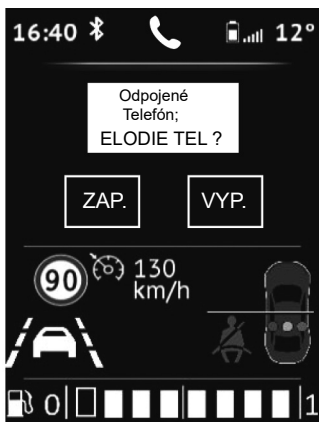 16:40 12°
Odpojené
Telefón;
ELODIE TEL ?
ZAP. VYP.
90 130
km/h
0 1